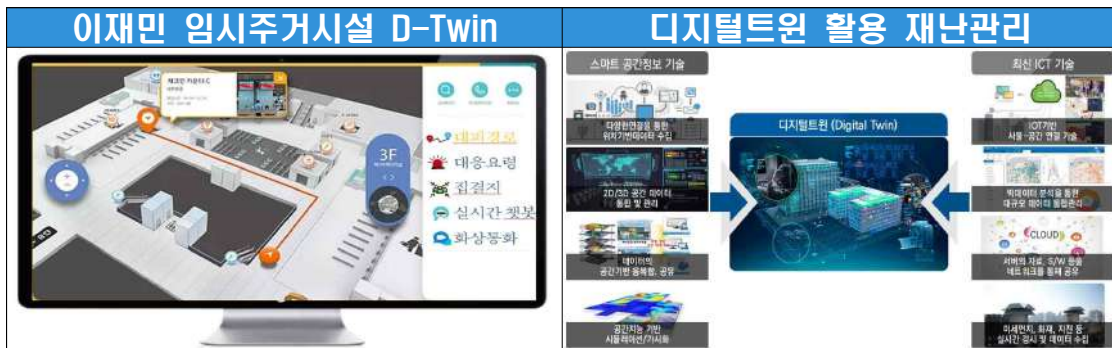 이재민 임시주거시설 D-Twin
디지털트윈 활용 재난관리
3F
대피경로
대응요령
집결지
실시간 챗봇
화상통화
스마트 공간정보 기술
다양한연결을 통한
위치기반데이터 수집
2D/3D 공간 데이터
통합 및 관리
데이터의
공간기반 융복합, 공유
공간지능 기반
시뮬레이션/가시화
디지털트윈 (Digital Twin)
최신 ICT 기술
IOT기반
사물-공간 연결 기술
빅데이터 분석을 통한
대규모 데이터 통합관리
CLOUD
서버의 자료, S/W 등을
네트워크를 통해 공유
미세먼지, 화재, 지진 등
실시간 감시 및 데이터 수집